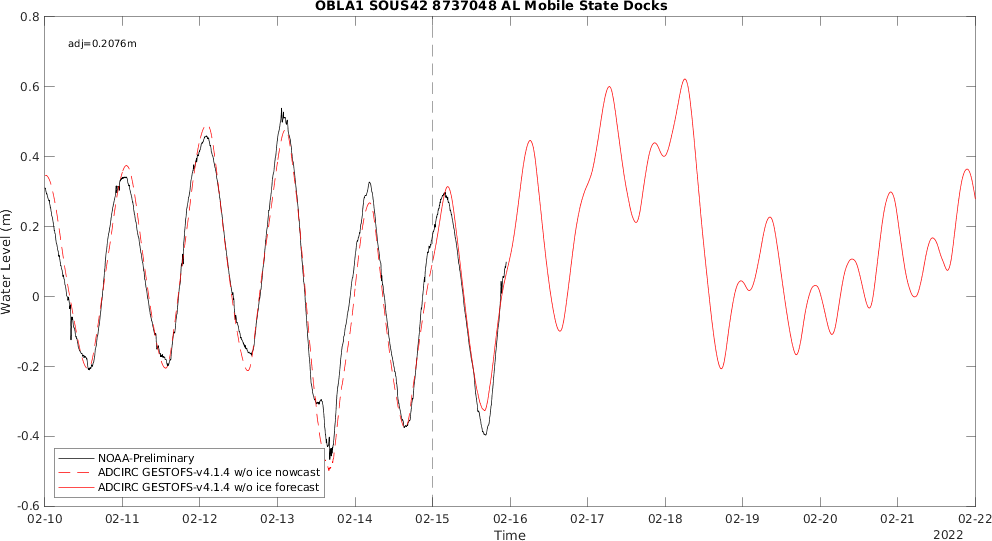 OBLA1 SOUS42 8737048 AL Mobile State Docks
0.8
adj=0.2076m
0.6
0.4
0.2
0
-0.2
-0.4
-0.6
Water Level (m)
NOAA-Preliminary
ADCIRC GESTOFS-v4.1.4 w/o ice nowcast
ADCIRC GESTOFS-v4.1.4 w/o ice forecast
02-10 02-11 02-12 02-13 02-14 02-15 02-16 02-17 02-18 02-19 02-20 02-21 02-22
Time
2022